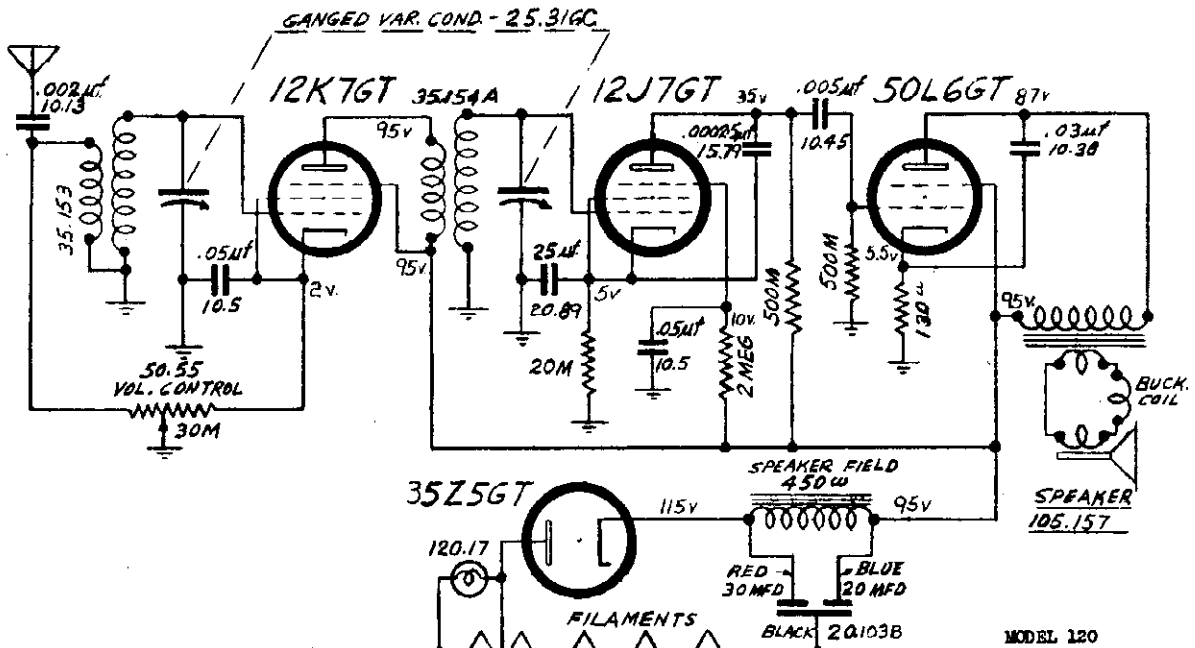 GANGED VAR. COND.- 25.31GC
.002µf
10.13
12K7GT
35.154A
12J7GT
35v
.005µf
10.45
50L6GT
87v
95v
.00025µf
15.79
.03µf
10.38
35.153
.05µf
10.5
2v.
95v
.25µf
20.89
5v
500M
500M
5.5v
130ω
95v.
50.55
VOL. CONTROL
30M
20M
.05µf
10.5
10v.
2 MEG
BUCK.
COIL
SPEAKER FIELD
450ω
35Z5GT
115v
95v
SPEAKER
105.157
120.17
RED
30 MFD
BLUE
20 MFD
FILAMENTS
BLACK 20.103B
MODEL 120